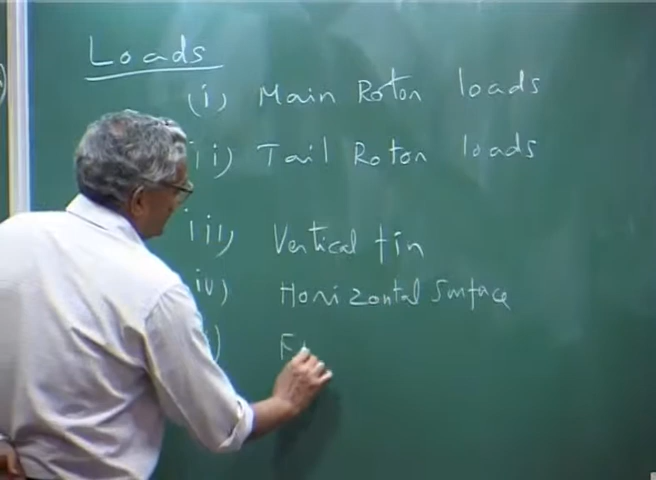 Loads
(i) Main Rotor loads
ii) Tail Rotor loads
iii) Vertical fin
iv) Horizontal Surface
) F